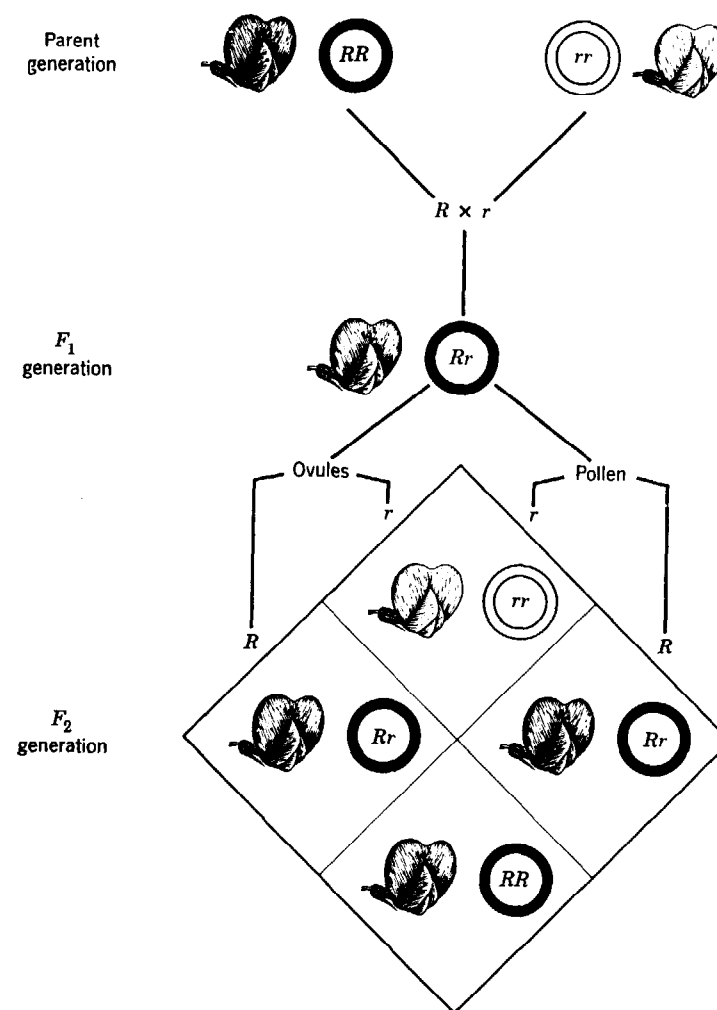 Parent
generation
RR
rr
R × r
F₁
generation
Rr
Ovules
Pollen
r
r
rr
R
R
F₂
generation
Rr
Rr
RR